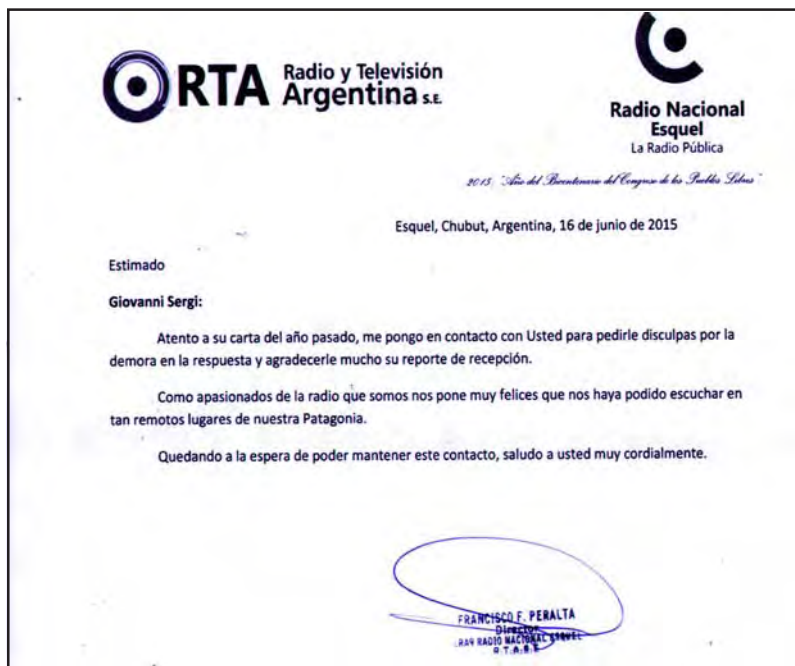 RTA Radio y Televisión
Argentina S.E.
Radio Nacional
Esquel
La Radio Pública
2015 "Año del Bicentenario del Congreso de los Pueblos Libres"
Esquel, Chubut, Argentina, 16 de junio de 2015
Estimado
Giovanni Sergi:
Atento a su carta del año pasado, me pongo en contacto con Usted para pedirle disculpas por la
demora en la respuesta y agradecerle mucho su reporte de recepción.
Como apasionados de la radio que somos nos pone muy felices que nos haya podido escuchar en
tan remotos lugares de nuestra Patagonia.
Quedando a la espera de poder mantener este contacto, saludo a usted muy cordialmente.
FRANCISCO F. PERALTA
Director
RADIO NACIONAL ESQUEL
R.T.A.S.E